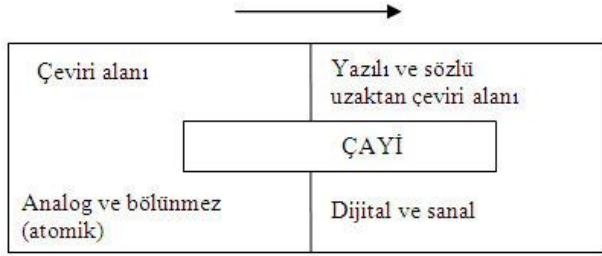 Çeviri alanı
Yazılı ve sözlü
uzaktan çeviri alanı
ÇAYİ
Analog ve bölünmez
(atomik)
Dijital ve sanal